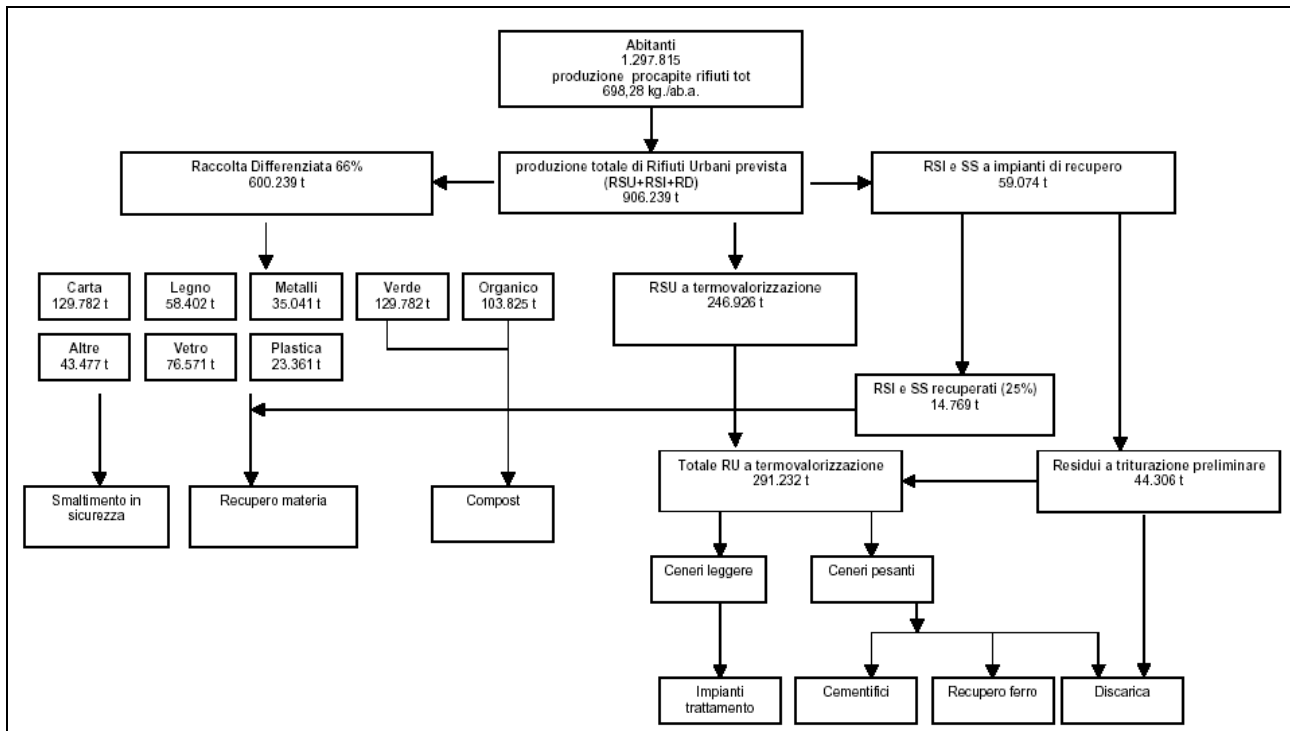 Abitanti
1.297.815
produzione procapite rifiuti tot
698,28 kg./ab.a.
Raccolta Differenziata 66%
600.239 t
produzione totale di Rifiuti Urbani prevista
(RSU+RSI+RD)
906.239 t
RSI e SS a impianti di recupero
59.074 t
Carta
129.782 t
Legno
58.402 t
Metalli
35.041 t
Verde
129.782 t
Organico
103.825 t
RSU a termovalorizzazione
246.926 t
Altre
43.477 t
Vetro
76.571 t
Plastica
23.361 t
RSI e SS recuperati (25%)
14.769 t
Totale RU a termovalorizzazione
291.232 t
Residui a triturazione preliminare
44.306 t
Smaltimento in
sicurezza
Recupero materia
Compost
Ceneri leggere
Ceneri pesanti
Impianti
trattamento
Cementifici
Recupero ferro
Discarica